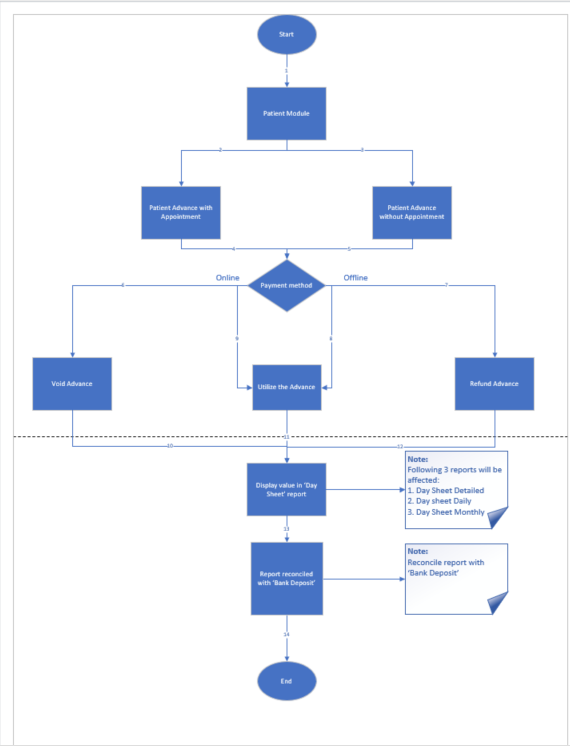 Start
1
Patient Module
2
3
Patient Advance with
Appointment
Patient Advance
without Appointment
4
5
Online
Payment method
Offline
7
8
Void Advance
Utilize the Advance
Refund Advance
11
10
12
Display value in 'Day
Sheet' report
Note:
Following 3 reports will be
affected:
1. Day Sheet Detailed
2. Day sheet Daily
3. Day Sheet Monthly
13
Report reconciled
with 'Bank Deposit'
Note:
Reconcile report with
'Bank Deposit'
14
End